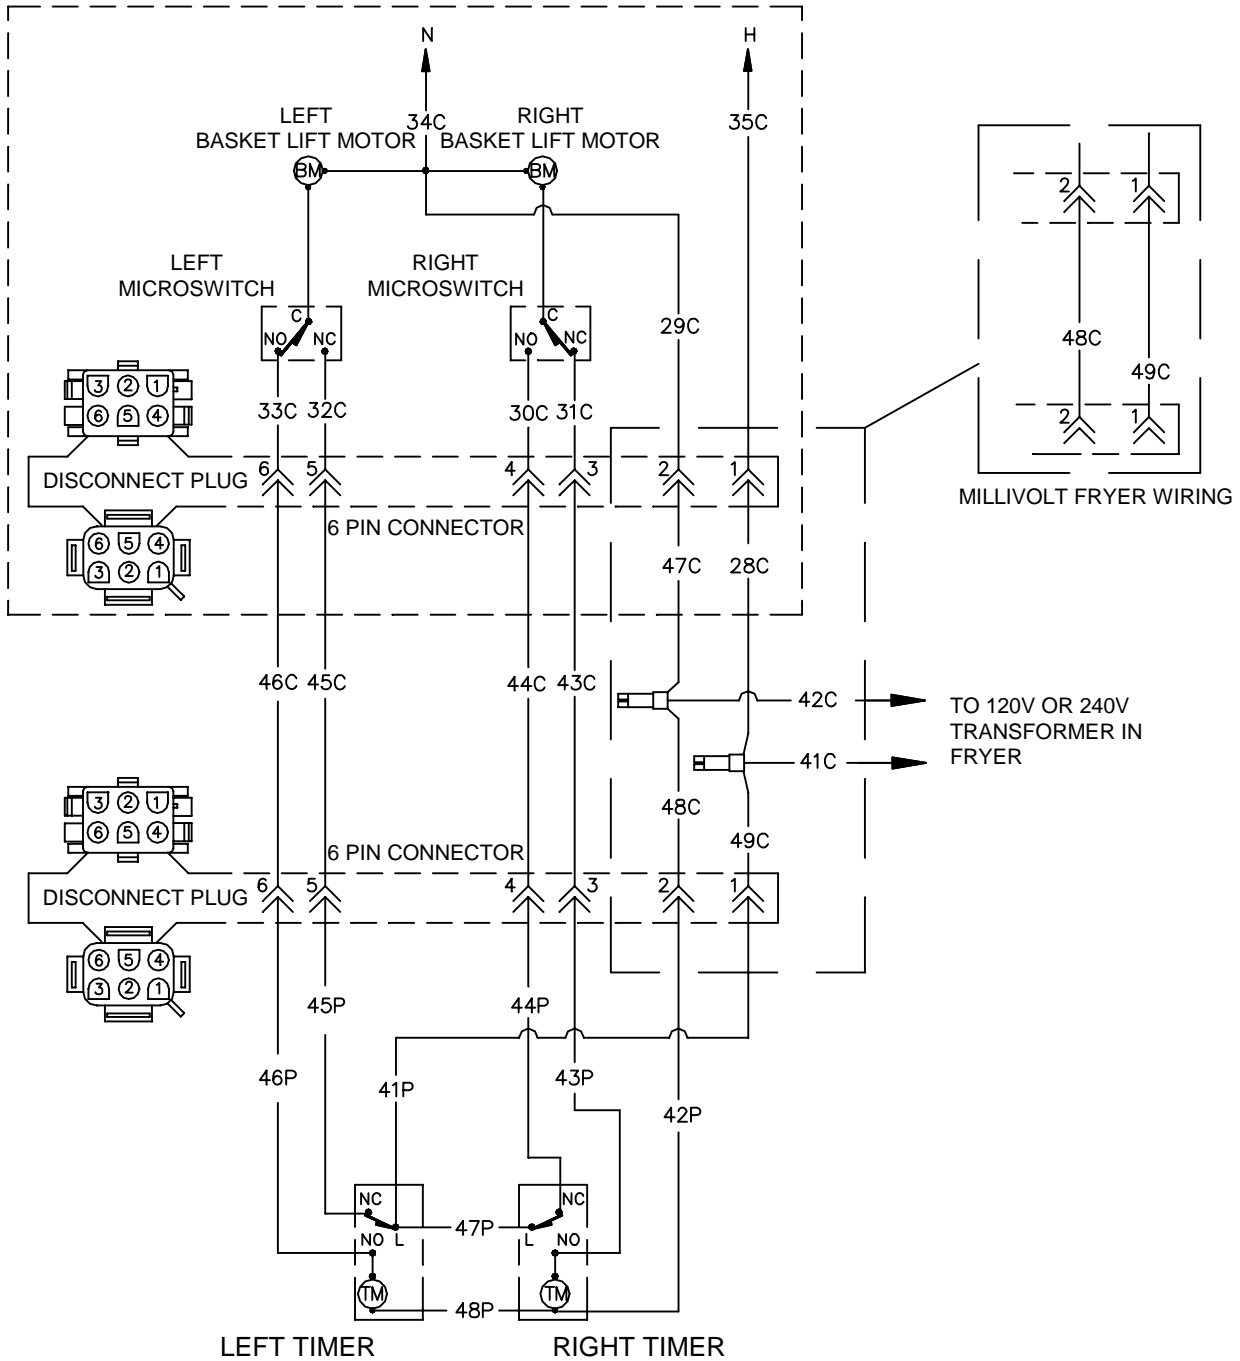 N
H
34C
35C
LEFT
BASKET LIFT MOTOR
RIGHT
BASKET LIFT MOTOR
BM
BM
2
1
LEFT
MICROSWITCH
RIGHT
MICROSWITCH
C
NO
NC
C
NO
NC
29C
48C
49C
3 2 1
6 5 4
33C
32C
30C
31C
2
1
MILLIVOLT FRYER WIRING
DISCONNECT PLUG
6
5
4
3
2
1
6 PIN CONNECTOR
6 5 4
3 2 1
47C
28C
46C
45C
44C
43C
42C
TO 120V OR 240V
TRANSFORMER IN
FRYER
41C
3 2 1
6 5 4
48C
49C
6 PIN CONNECTOR
DISCONNECT PLUG
6
5
4
3
2
1
6 5 4
3 2 1
45P
44P
46P
41P
43P
42P
NC
NO
L
47P
NC
L
NO
TM
48P
TM
LEFT TIMER
RIGHT TIMER